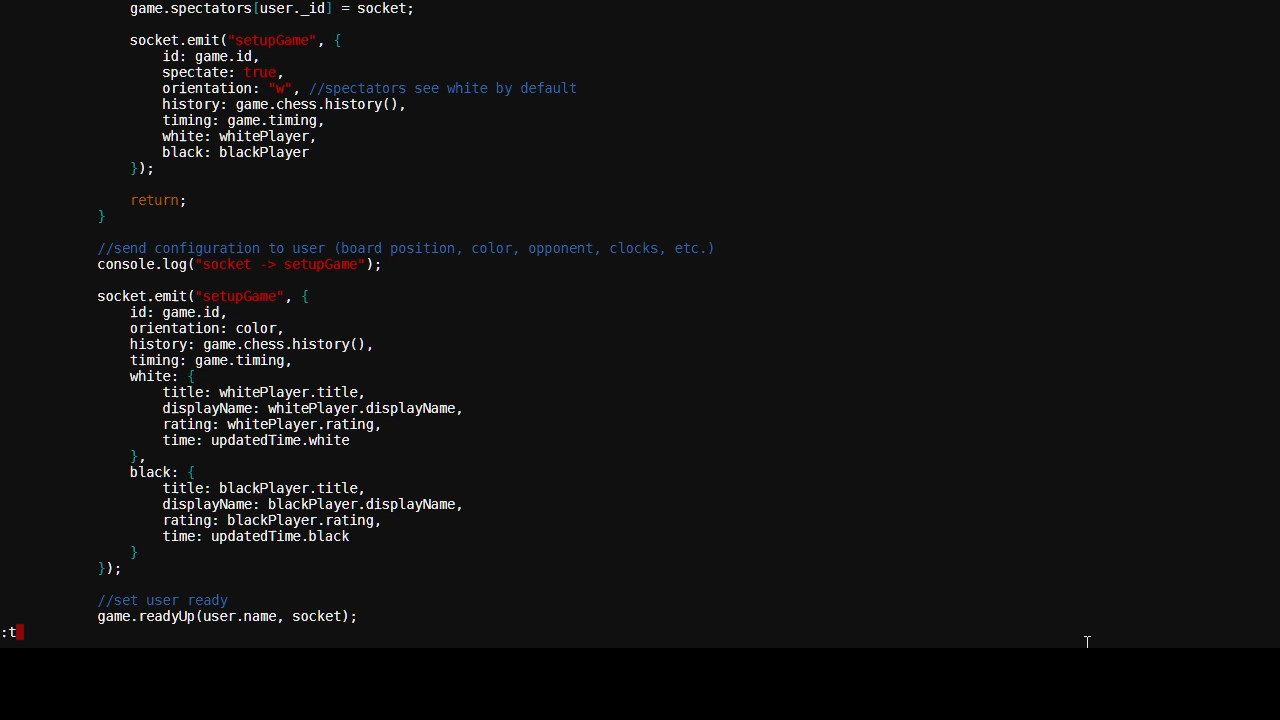 game.spectators[user._id] = socket;
socket.emit("setupGame", {
id: game.id,
spectate: true,
orientation: "w", //spectators see white by default
history: game.chess.history(),
timing: game.timing,
white: whitePlayer,
black: blackPlayer
});
return;
}
//send configuration to user (board position, color, opponent, clocks, etc.)
console.log("socket -> setupGame");
socket.emit("setupGame", {
id: game.id,
orientation: color,
history: game.chess.history(),
timing: game.timing,
white: {
title: whitePlayer.title,
displayName: whitePlayer.displayName,
rating: whitePlayer.rating,
time: updatedTime.white
},
black: {
title: blackPlayer.title,
displayName: blackPlayer.displayName,
rating: blackPlayer.rating,
time: updatedTime.black
}
});
//set user ready
game.readyUp(user.name, socket);
:t